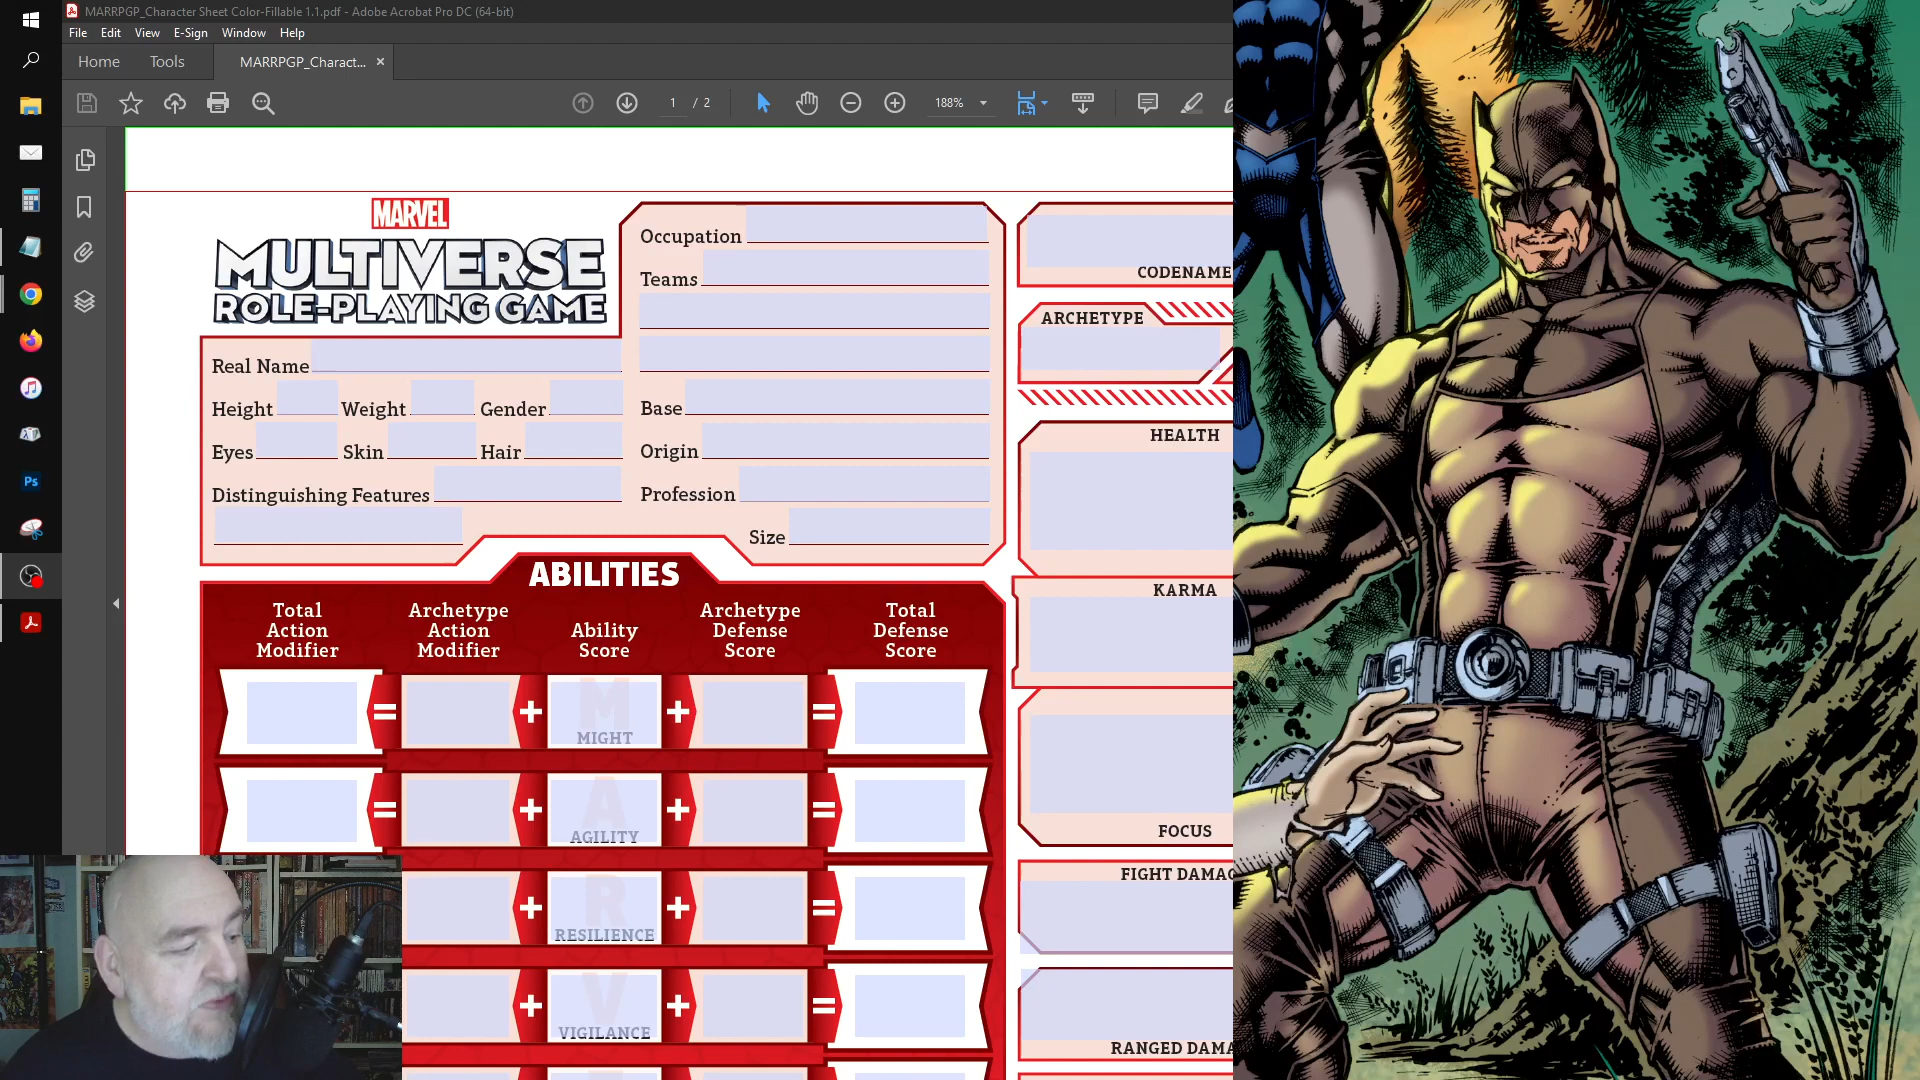 MARRPGP_Character Sheet Color-Fillable 1.1.pdf - Adobe Acrobat Pro DC (64-bit)
File Edit View E-Sign Window Help
Home Tools MARRPGP_Charact... ×
1 / 2 188%
MARVEL
MULTIVERSE
ROLE-PLAYING GAME
Real Name
Height Weight Gender
Eyes Skin Hair
Distinguishing Features
Occupation
Teams
Base
Origin
Profession
Size
CODENAME
ARCHETYPE
HEALTH
KARMA
FOCUS
FIGHT DAMAG
RANGED DAMA
ABILITIES
Total Action Modifier
Archetype Action Modifier
Ability Score
Archetype Defense Score
Total Defense Score
= + M + =
MIGHT
= + A + =
AGILITY
+ R + =
RESILIENCE
+ V + =
VIGILANCE
Ps